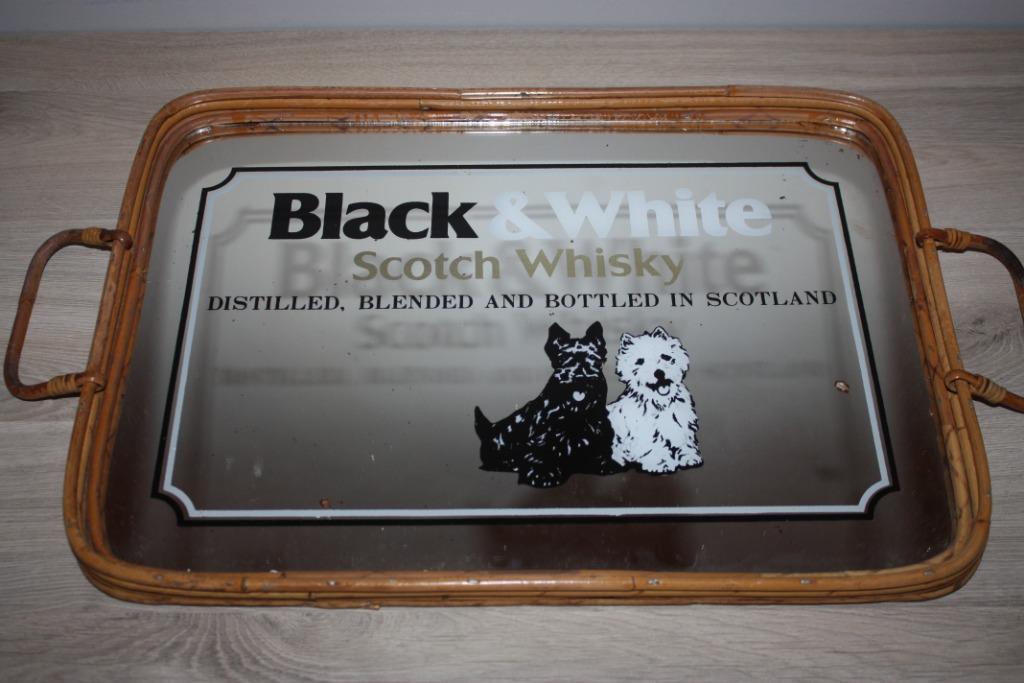 Black & White
Scotch Whisky
DISTILLED, BLENDED AND BOTTLED IN SCOTLAND